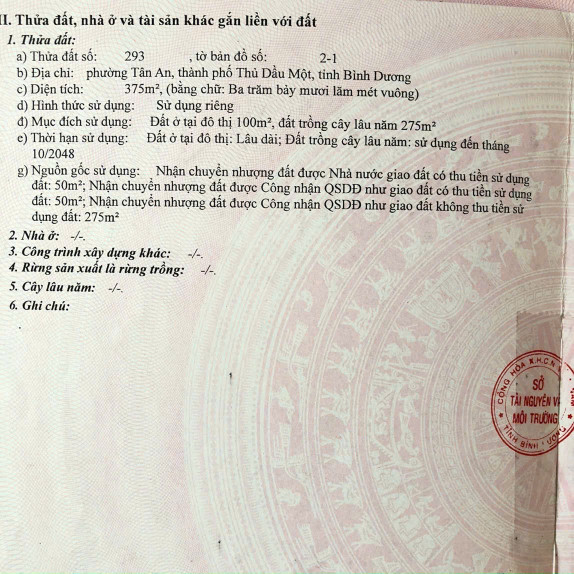 II. Thửa đất, nhà ở và tài sản khác gắn liền với đất
1. Thửa đất:
a) Thửa đất số: 293 , tờ bản đồ số: 2-1
b) Địa chỉ: phường Tân An, thành phố Thủ Dầu Một, tỉnh Bình Dương
c) Diện tích: 375m², (bằng chữ: Ba trăm bảy mươi lăm mét vuông)
d) Hình thức sử dụng: Sử dụng riêng
đ) Mục đích sử dụng: Đất ở tại đô thị 100m², đất trồng cây lâu năm 275m²
e) Thời hạn sử dụng: Đất ở tại đô thị: Lâu dài; Đất trồng cây lâu năm: sử dụng đến tháng
10/2048
g) Nguồn gốc sử dụng: Nhận chuyển nhượng đất được Nhà nước giao đất có thu tiền sử dụng
đất: 50m²; Nhận chuyển nhượng đất được Công nhận QSDĐ như giao đất có thu tiền sử dụng
đất: 50m²; Nhận chuyển nhượng đất được Công nhận QSDĐ như giao đất không thu tiền sử
dụng đất: 275m²
2. Nhà ở: -/-.
3. Công trình xây dựng khác: -/-.
4. Rừng sản xuất là rừng trồng: -/-.
5. Cây lâu năm: -/-.
6. Ghi chú:
CỘNG HÒA X.H.C.N
SỞ
TÀI NGUYÊN V
MÔI TRƯỜNG
TỈNH BÌNH DƯƠNG